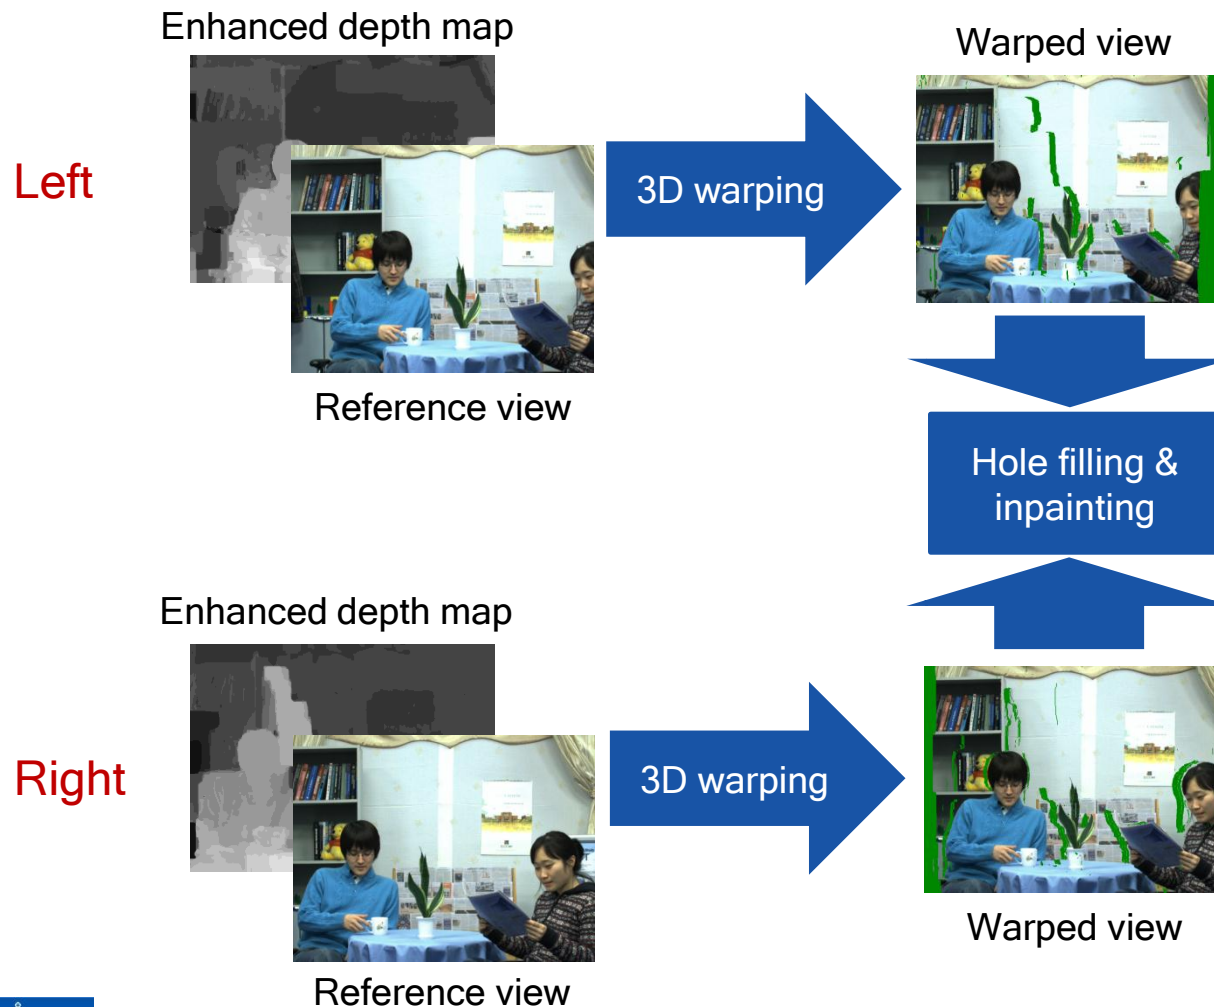 Enhanced depth map
Warped view
Left
3D warping
Reference view
Hole filling &
inpainting
Enhanced depth map
Right
3D warping
Warped view
Reference view